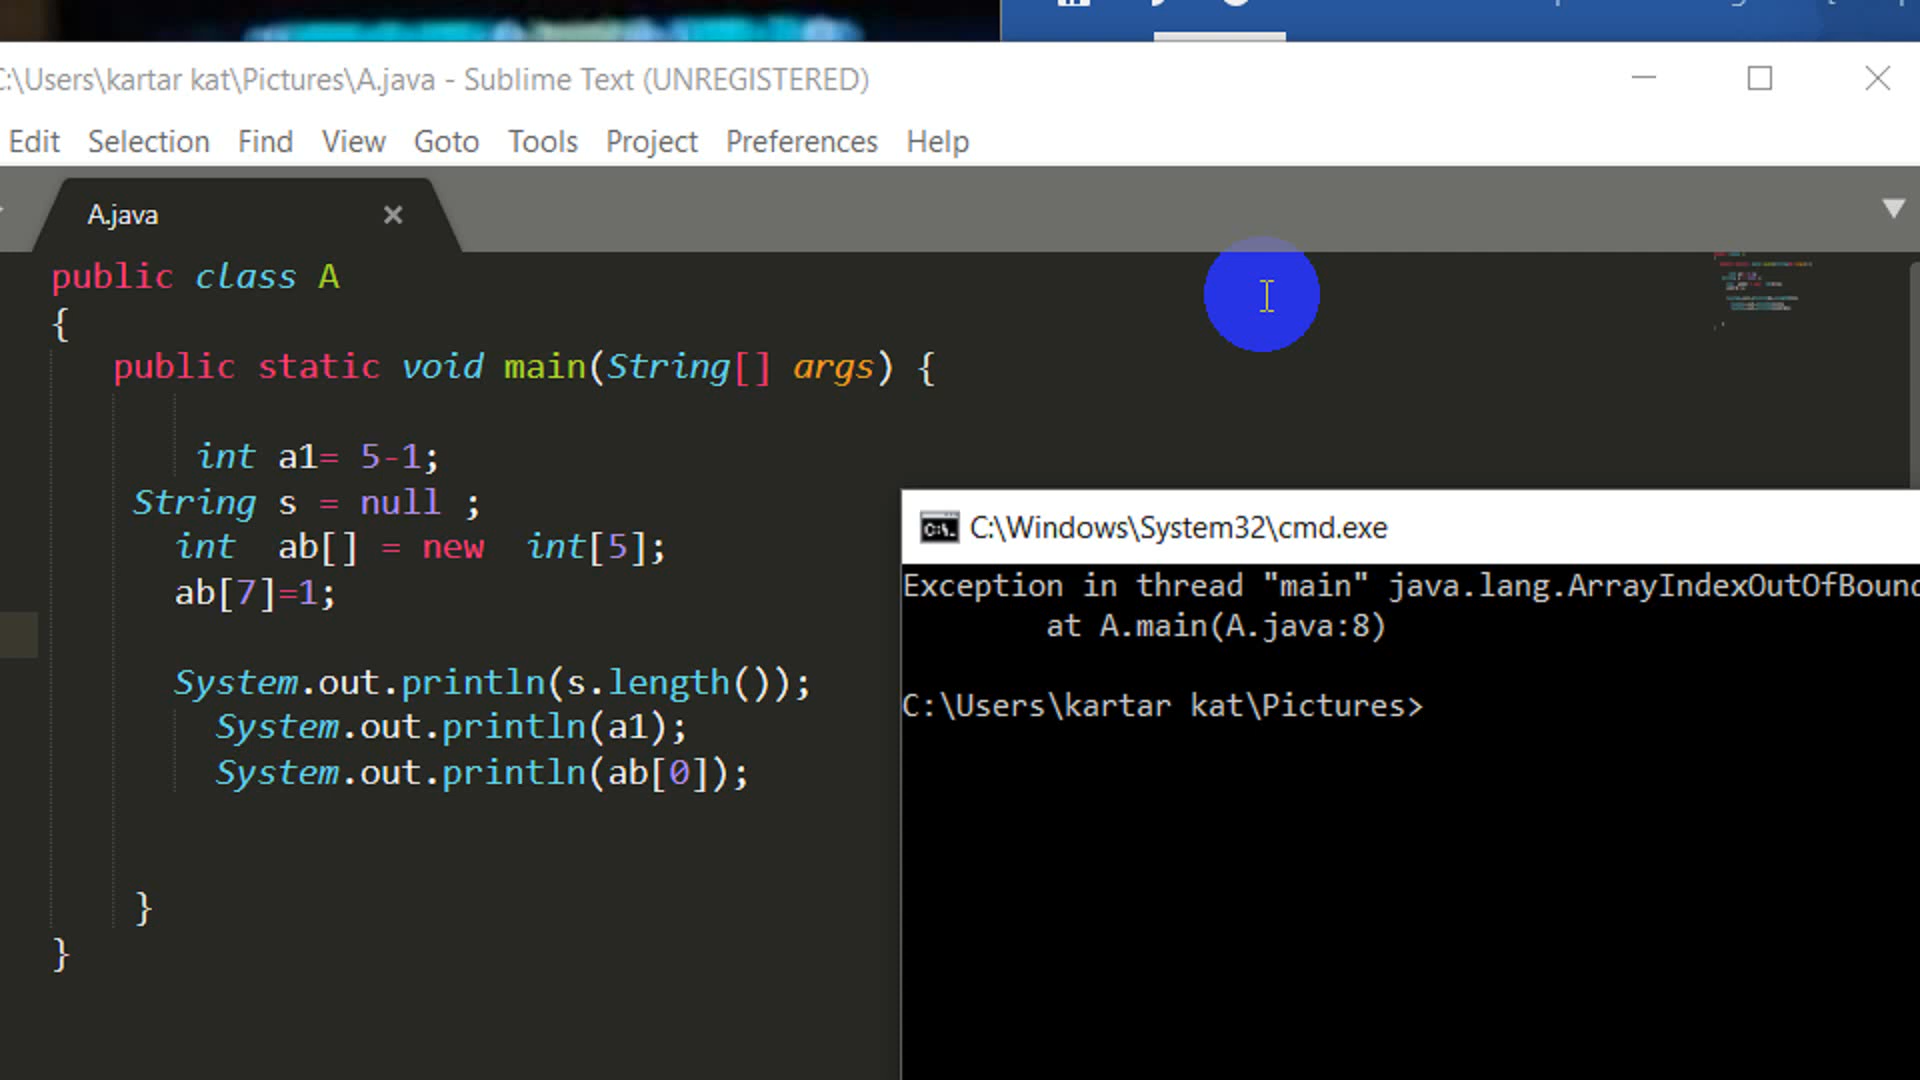 C:\Users\kartar kat\Pictures\A.java - Sublime Text (UNREGISTERED)
Edit Selection Find View Goto Tools Project Preferences Help
A.java
public class A
{
public static void main(String[] args) {
int a1= 5-1;
String s = null ;
int ab[] = new int[5];
ab[7]=1;
System.out.println(s.length());
System.out.println(a1);
System.out.println(ab[0]);
}
}
C:\Windows\System32\cmd.exe
Exception in thread "main" java.lang.ArrayIndexOutOfBound
at A.main(A.java:8)
C:\Users\kartar kat\Pictures>